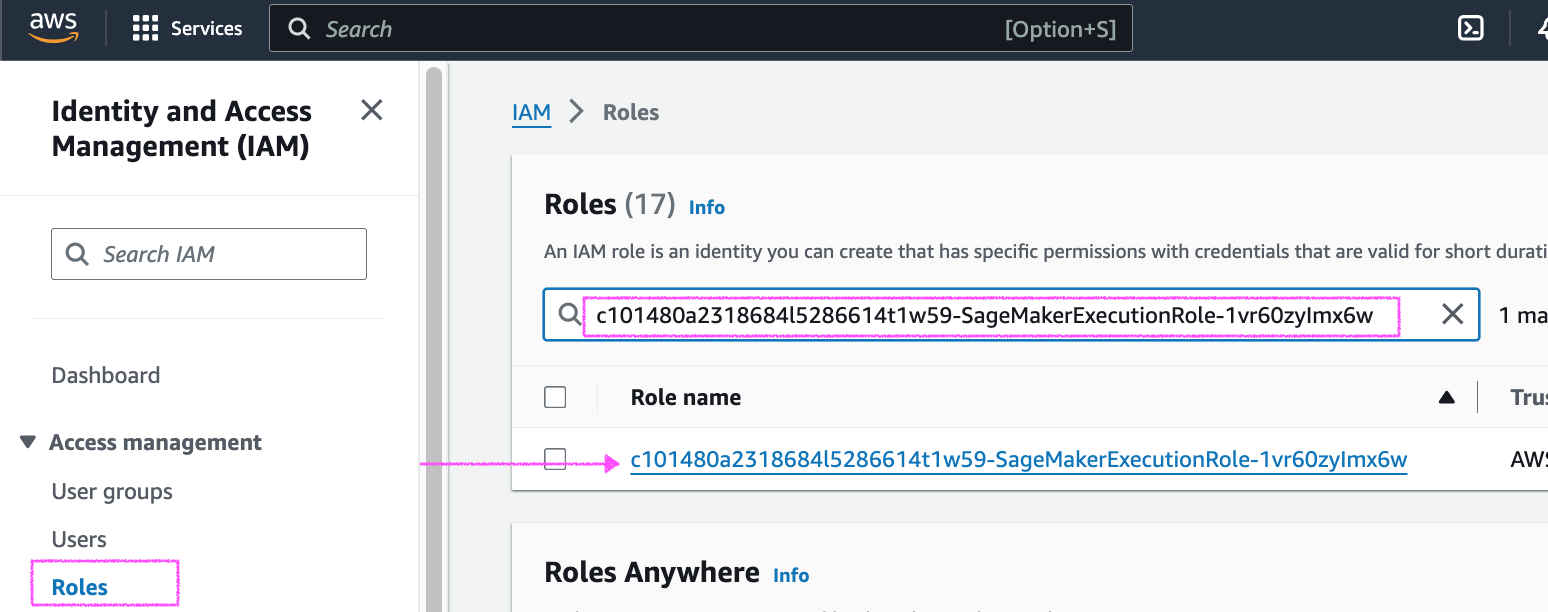 aws
Services
Search
[Option+S]
Identity and Access
Management (IAM)
Search IAM
Dashboard
Access management
User groups
Users
Roles
IAM
Roles
Roles (17) Info
An IAM role is an identity you can create that has specific permissions with credentials that are valid for short durati
c101480a2318684l5286614t1w59-SageMakerExecutionRole-1vr60zyImx6w
1 ma
Role name
Trus
c101480a2318684l5286614t1w59-SageMakerExecutionRole-1vr60zyImx6w
AWS
Roles Anywhere Info